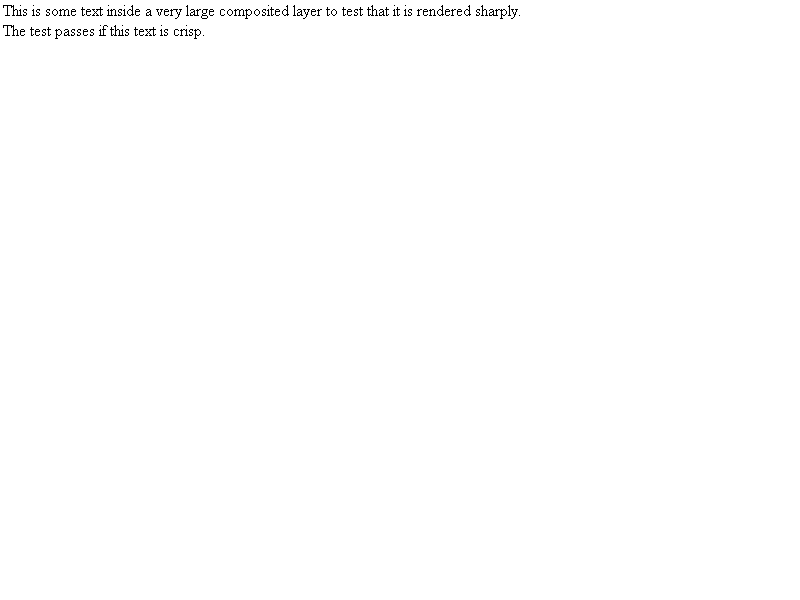 This is some text inside a very large composited layer to test that it is rendered sharply.
The test passes if this text is crisp.